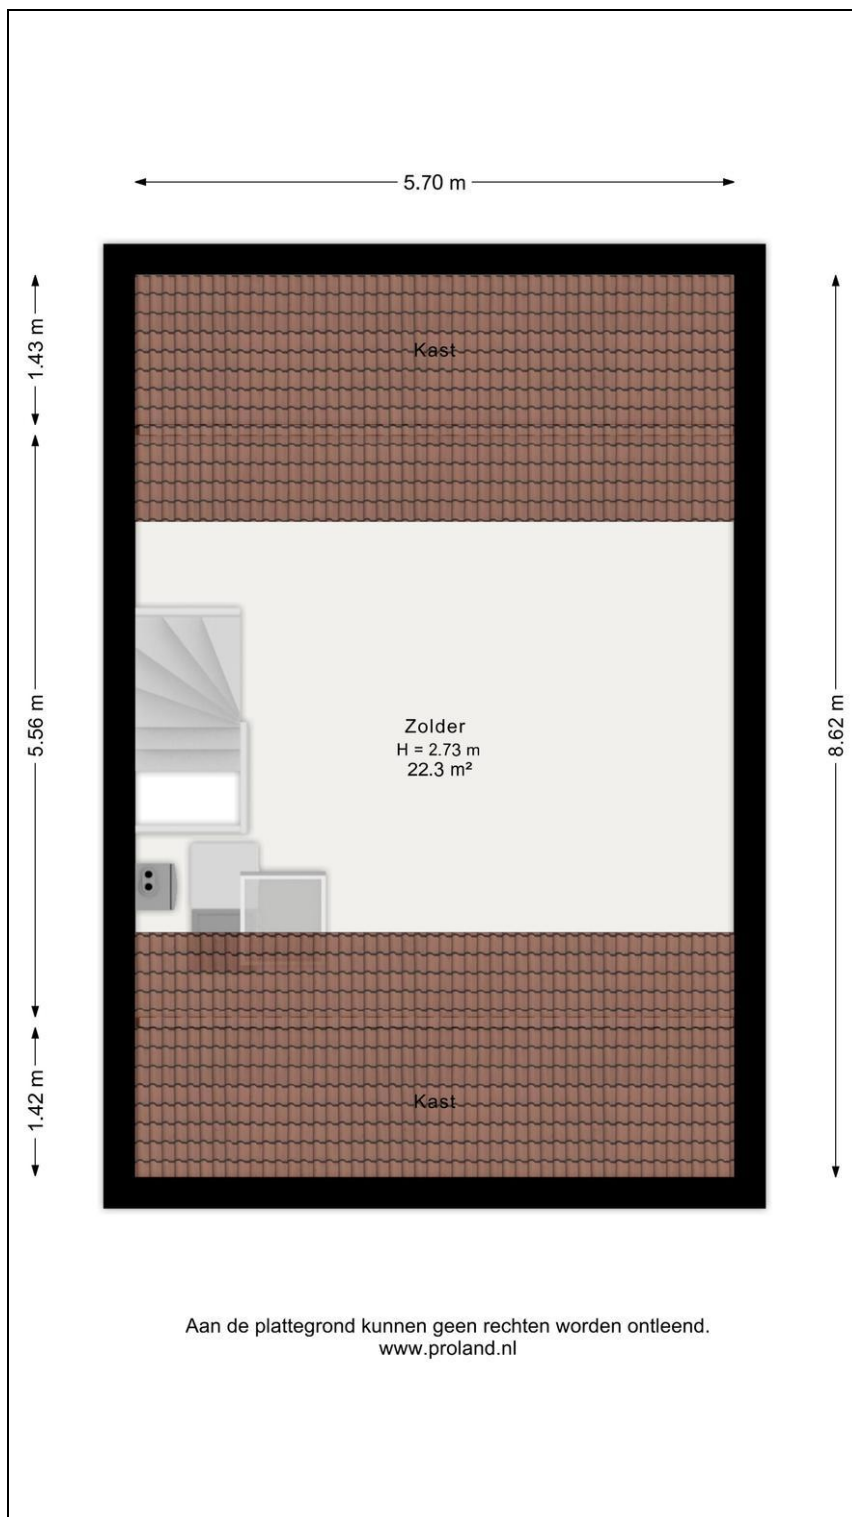 5.70 m
1.43 m
Kast
5.56 m
Zolder
H = 2.73 m
22.3 m²
8.62 m
1.42 m
Kast
Aan de plattegrond kunnen geen rechten worden ontleend.
www.proland.nl